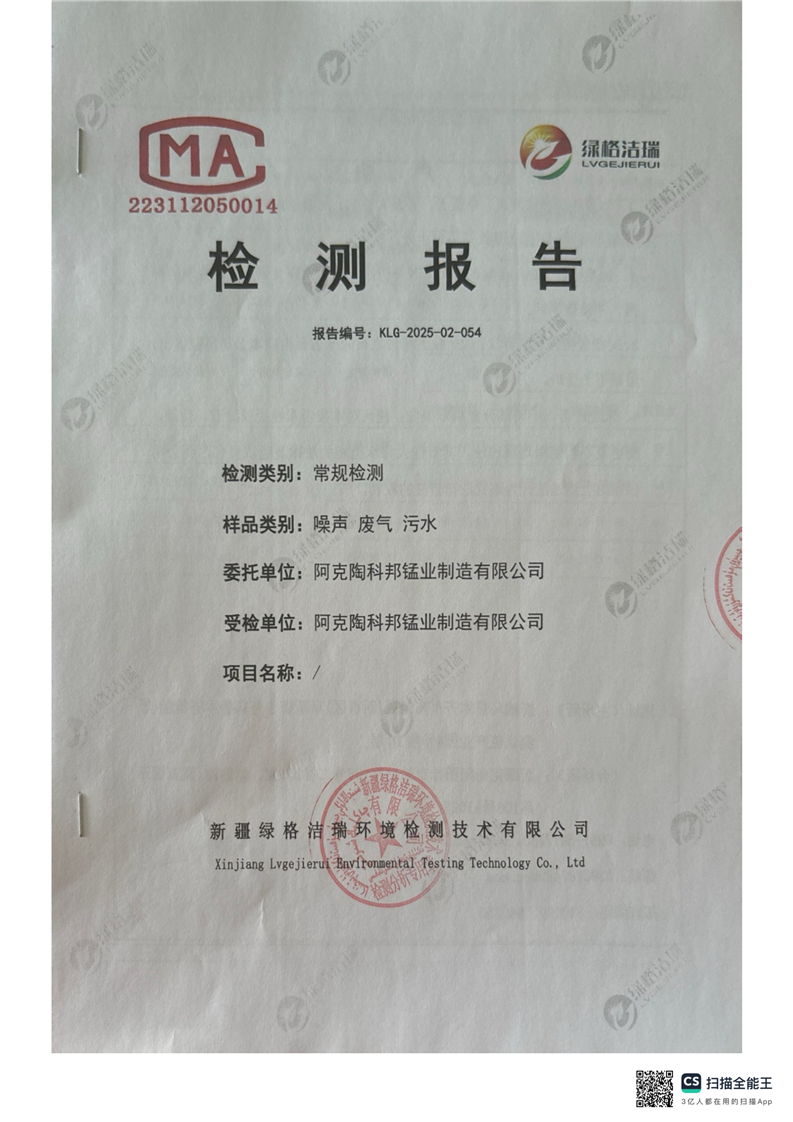 MA
223112050014
绿格洁瑞
LVGEJIERUI
检测报告
报告编号：KLG-2025-02-054
检测类别：常规检测
样品类别：噪声 废气 污水
委托单位：阿克陶科邦锰业制造有限公司
受检单位：阿克陶科邦锰业制造有限公司
项目名称：/
新疆绿格洁瑞环境检测技术有限公司
Xinjiang Lvgejierui Environmental Testing Technology Co., Ltd
CS 扫描全能王
3亿人都在用的扫描App